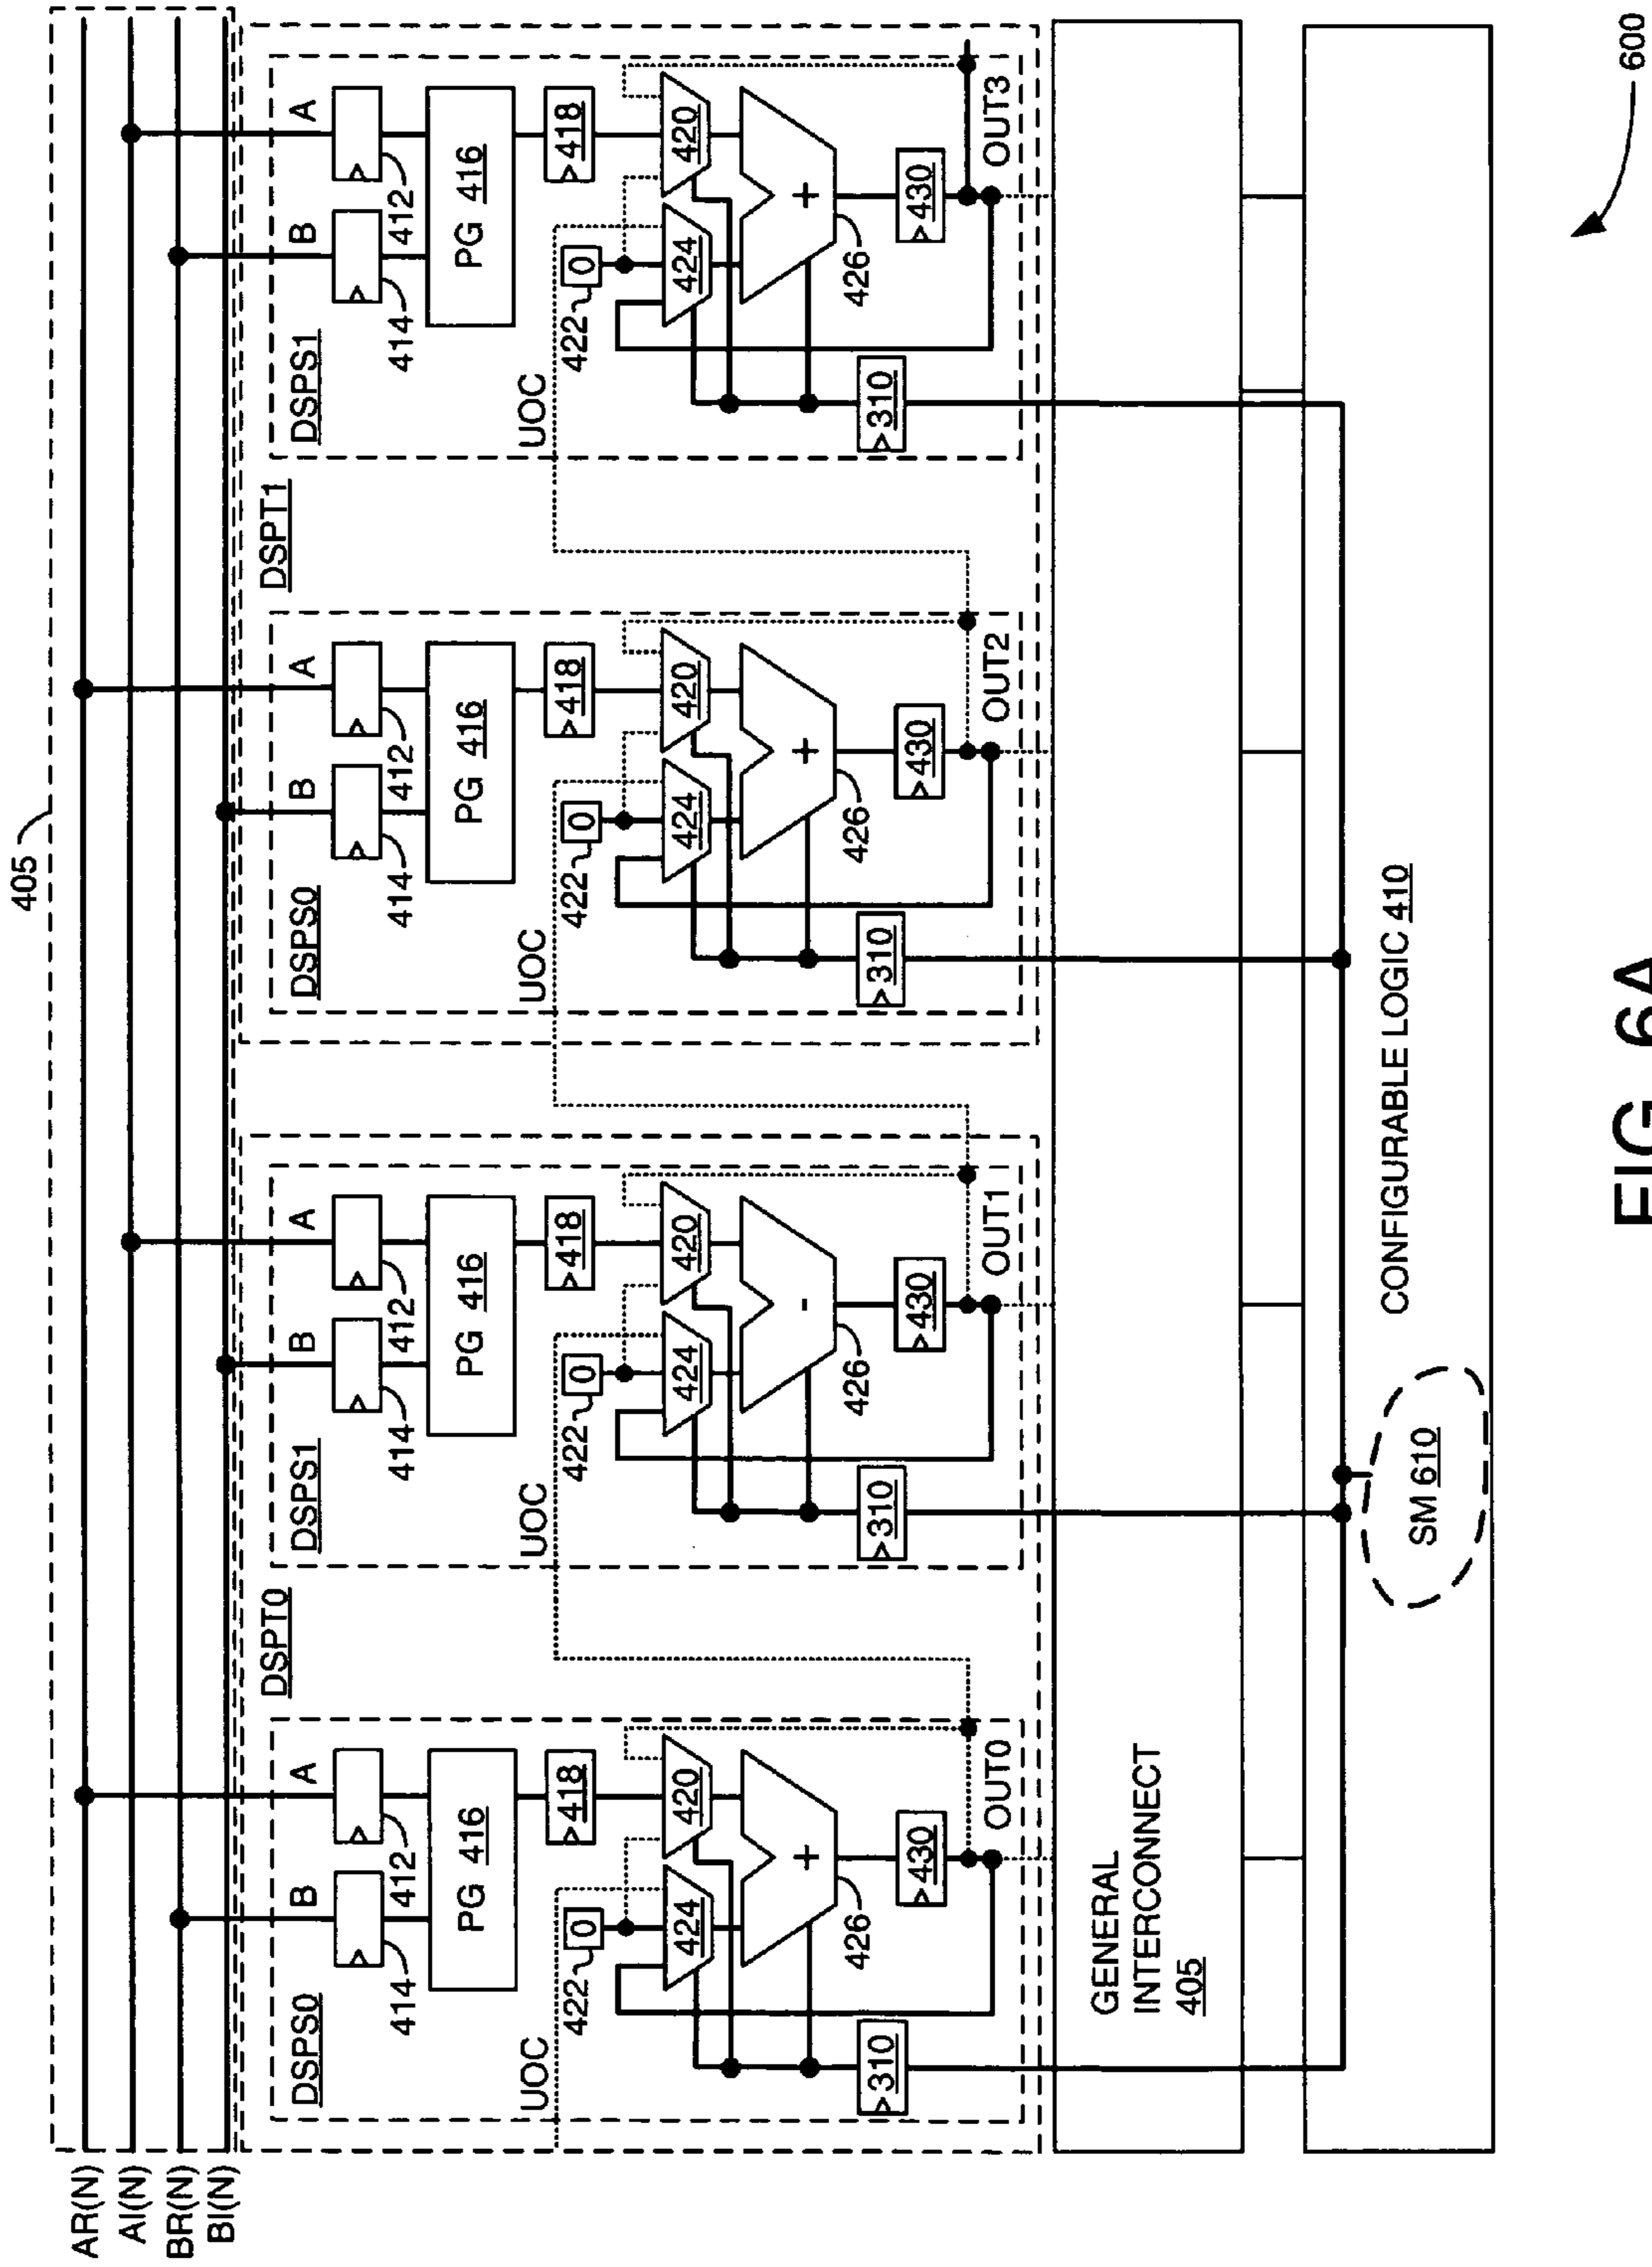 405
AR(N)
AI(N)
BR(N)
BI(N)
DSPT0
DSPS0
B
A
414
412
PG 416
418
UOC
422
0
424
420
+
426
310
430
OUT0
DSPS1
B
A
414
412
PG 416
418
UOC
422
0
424
420
-
426
310
430
OUT1
DSPT1
DSPS0
B
A
414
412
PG 416
418
UOC
422
0
424
420
+
426
310
430
OUT2
DSPS1
B
A
414
412
PG 416
418
UOC
422
0
424
420
+
426
310
430
OUT3
GENERAL
INTERCONNECT
405
SM 610
CONFIGURABLE LOGIC 410
600
FIG. 6A